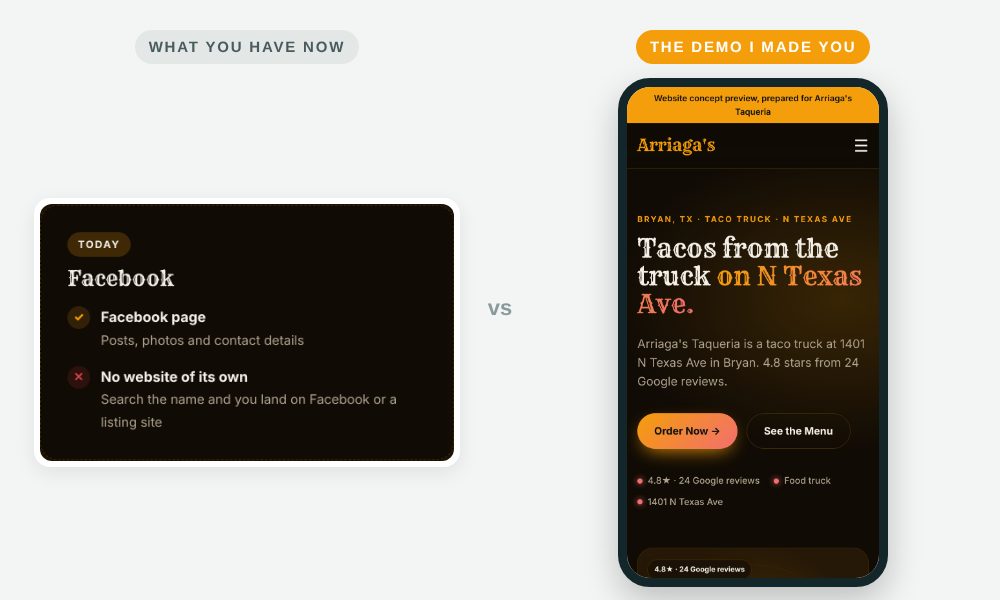 WHAT YOU HAVE NOW
TODAY
Facebook
Facebook page
Posts, photos and contact details
No website of its own
Search the name and you land on Facebook or a
listing site
vs
THE DEMO I MADE YOU
Website concept preview, prepared for Arriaga's
Taqueria
Arriaga's
BRYAN, TX · TACO TRUCK · N TEXAS AVE
Tacos from the
truck on N Texas
Ave.
Arriaga's Taqueria is a taco truck at 1401
N Texas Ave in Bryan. 4.8 stars from 24
Google reviews.
Order Now →
See the Menu
4.8★ · 24 Google reviews
Food truck
1401 N Texas Ave
4.8★ · 24 Google reviews